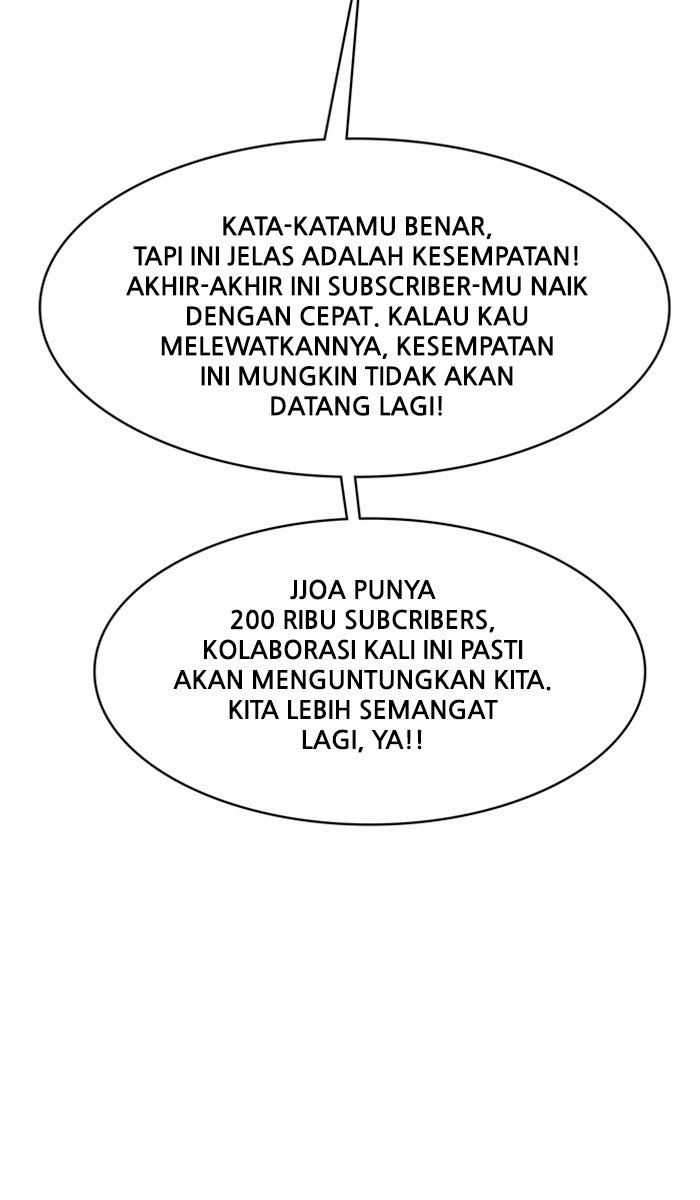 KATA-KATAMU BENAR,
TAPI INI JELAS ADALAH KESEMPATAN!
AKHIR-AKHIR INI SUBSCRIBER-MU NAIK
DENGAN CEPAT. KALAU KAU
MELEWATKANNYA, KESEMPATAN
INI MUNGKIN TIDAK AKAN
DATANG LAGI!
JJOA PUNYA
200 RIBU SUBCRIBERS,
KOLABORASI KALI INI PASTI
AKAN MENGUNTUNGKAN KITA.
KITA LEBIH SEMANGAT
LAGI, YA!!